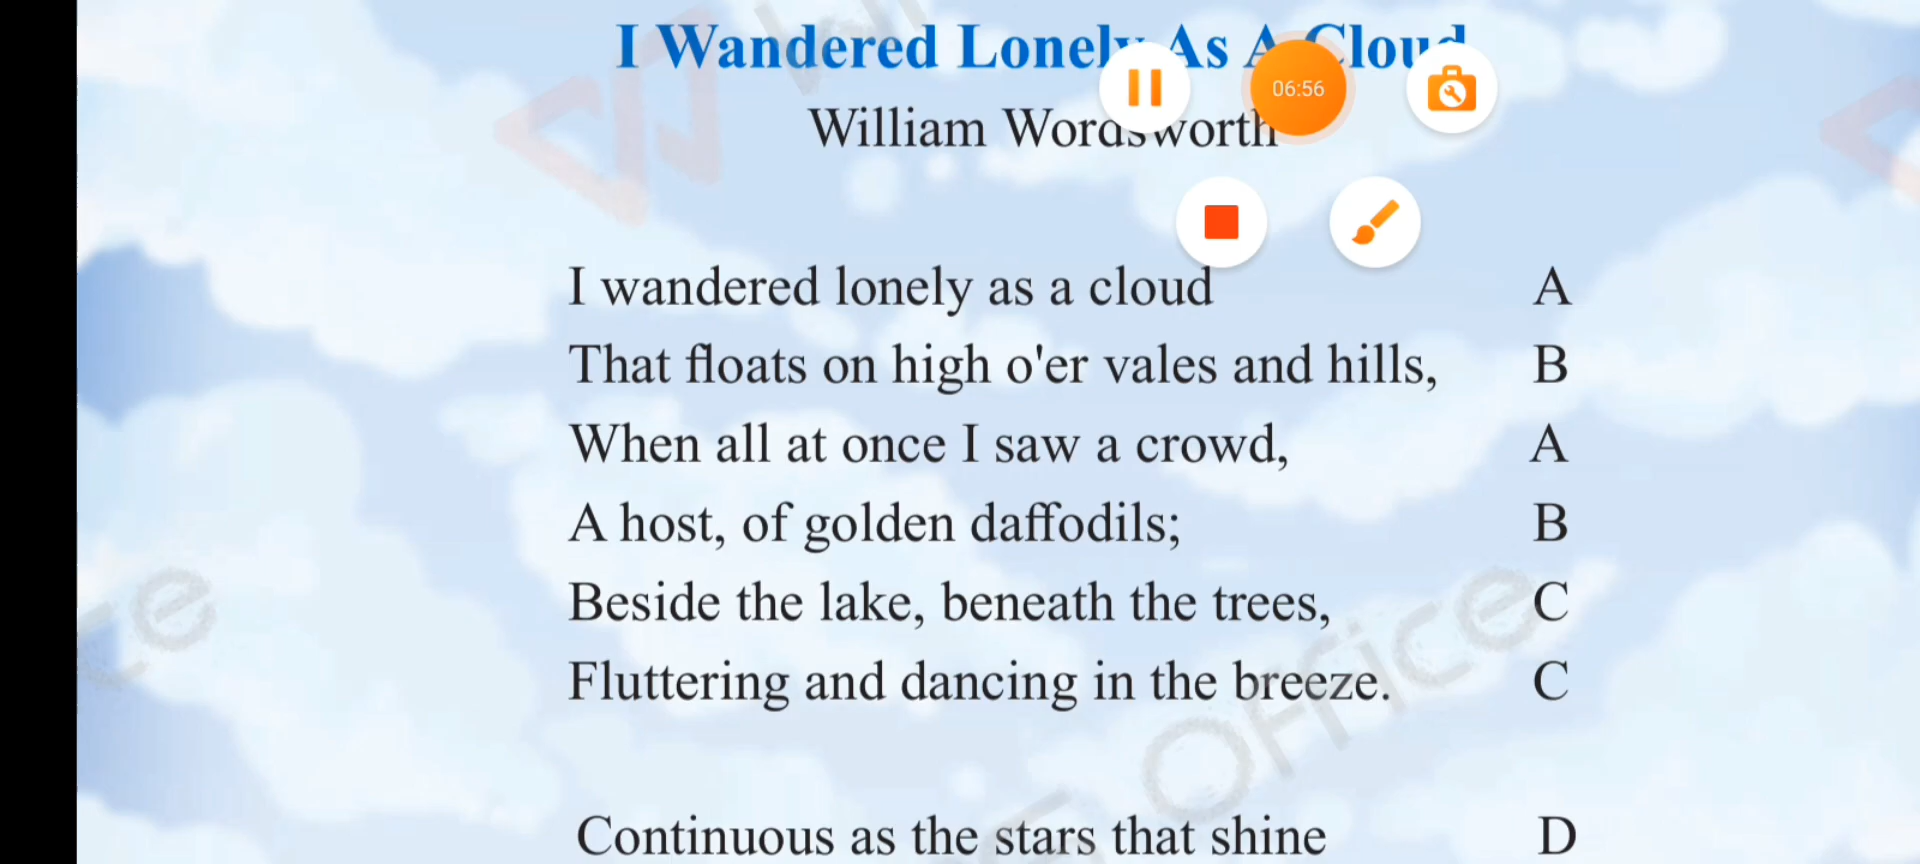 I Wandered Lonely As A Cloud
William Wordsworth
06:56
I wandered lonely as a cloud A
That floats on high o'er vales and hills, B
When all at once I saw a crowd, A
A host, of golden daffodils; B
Beside the lake, beneath the trees, C
Fluttering and dancing in the breeze. C
Office
Continuous as the stars that shine D